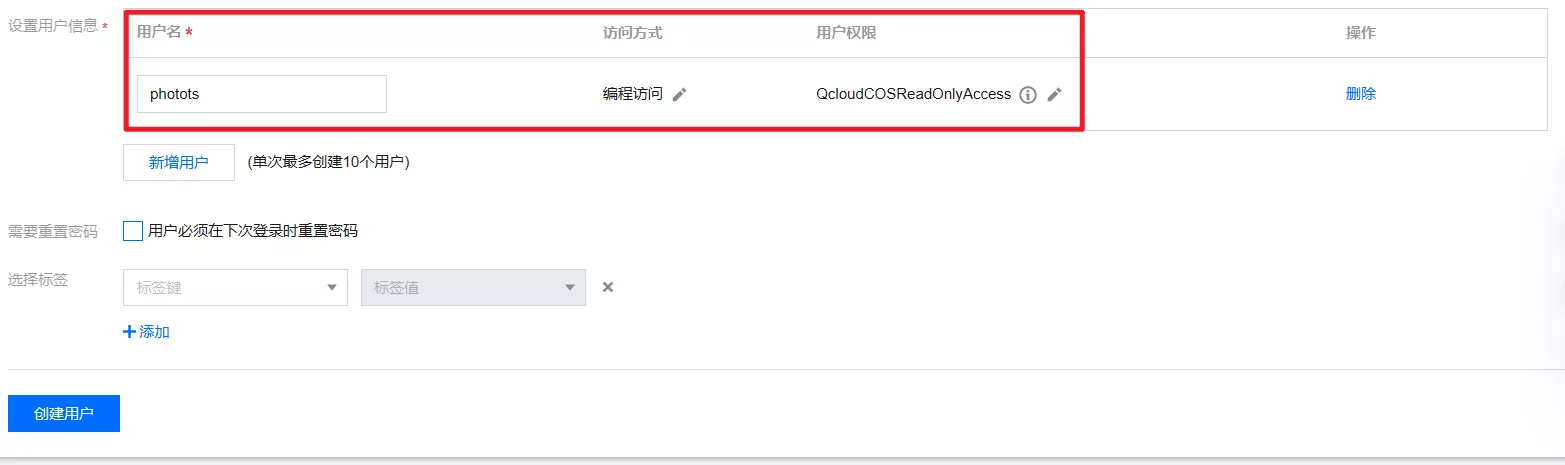 设置用户信息 *
用户名 * 访问方式 用户权限 操作
photots 编程访问 QcloudCOSReadOnlyAccess 删除
新增用户 (单次最多创建10个用户)
需要重置密码 用户必须在下次登录时重置密码
选择标签
标签键 标签值
添加
创建用户